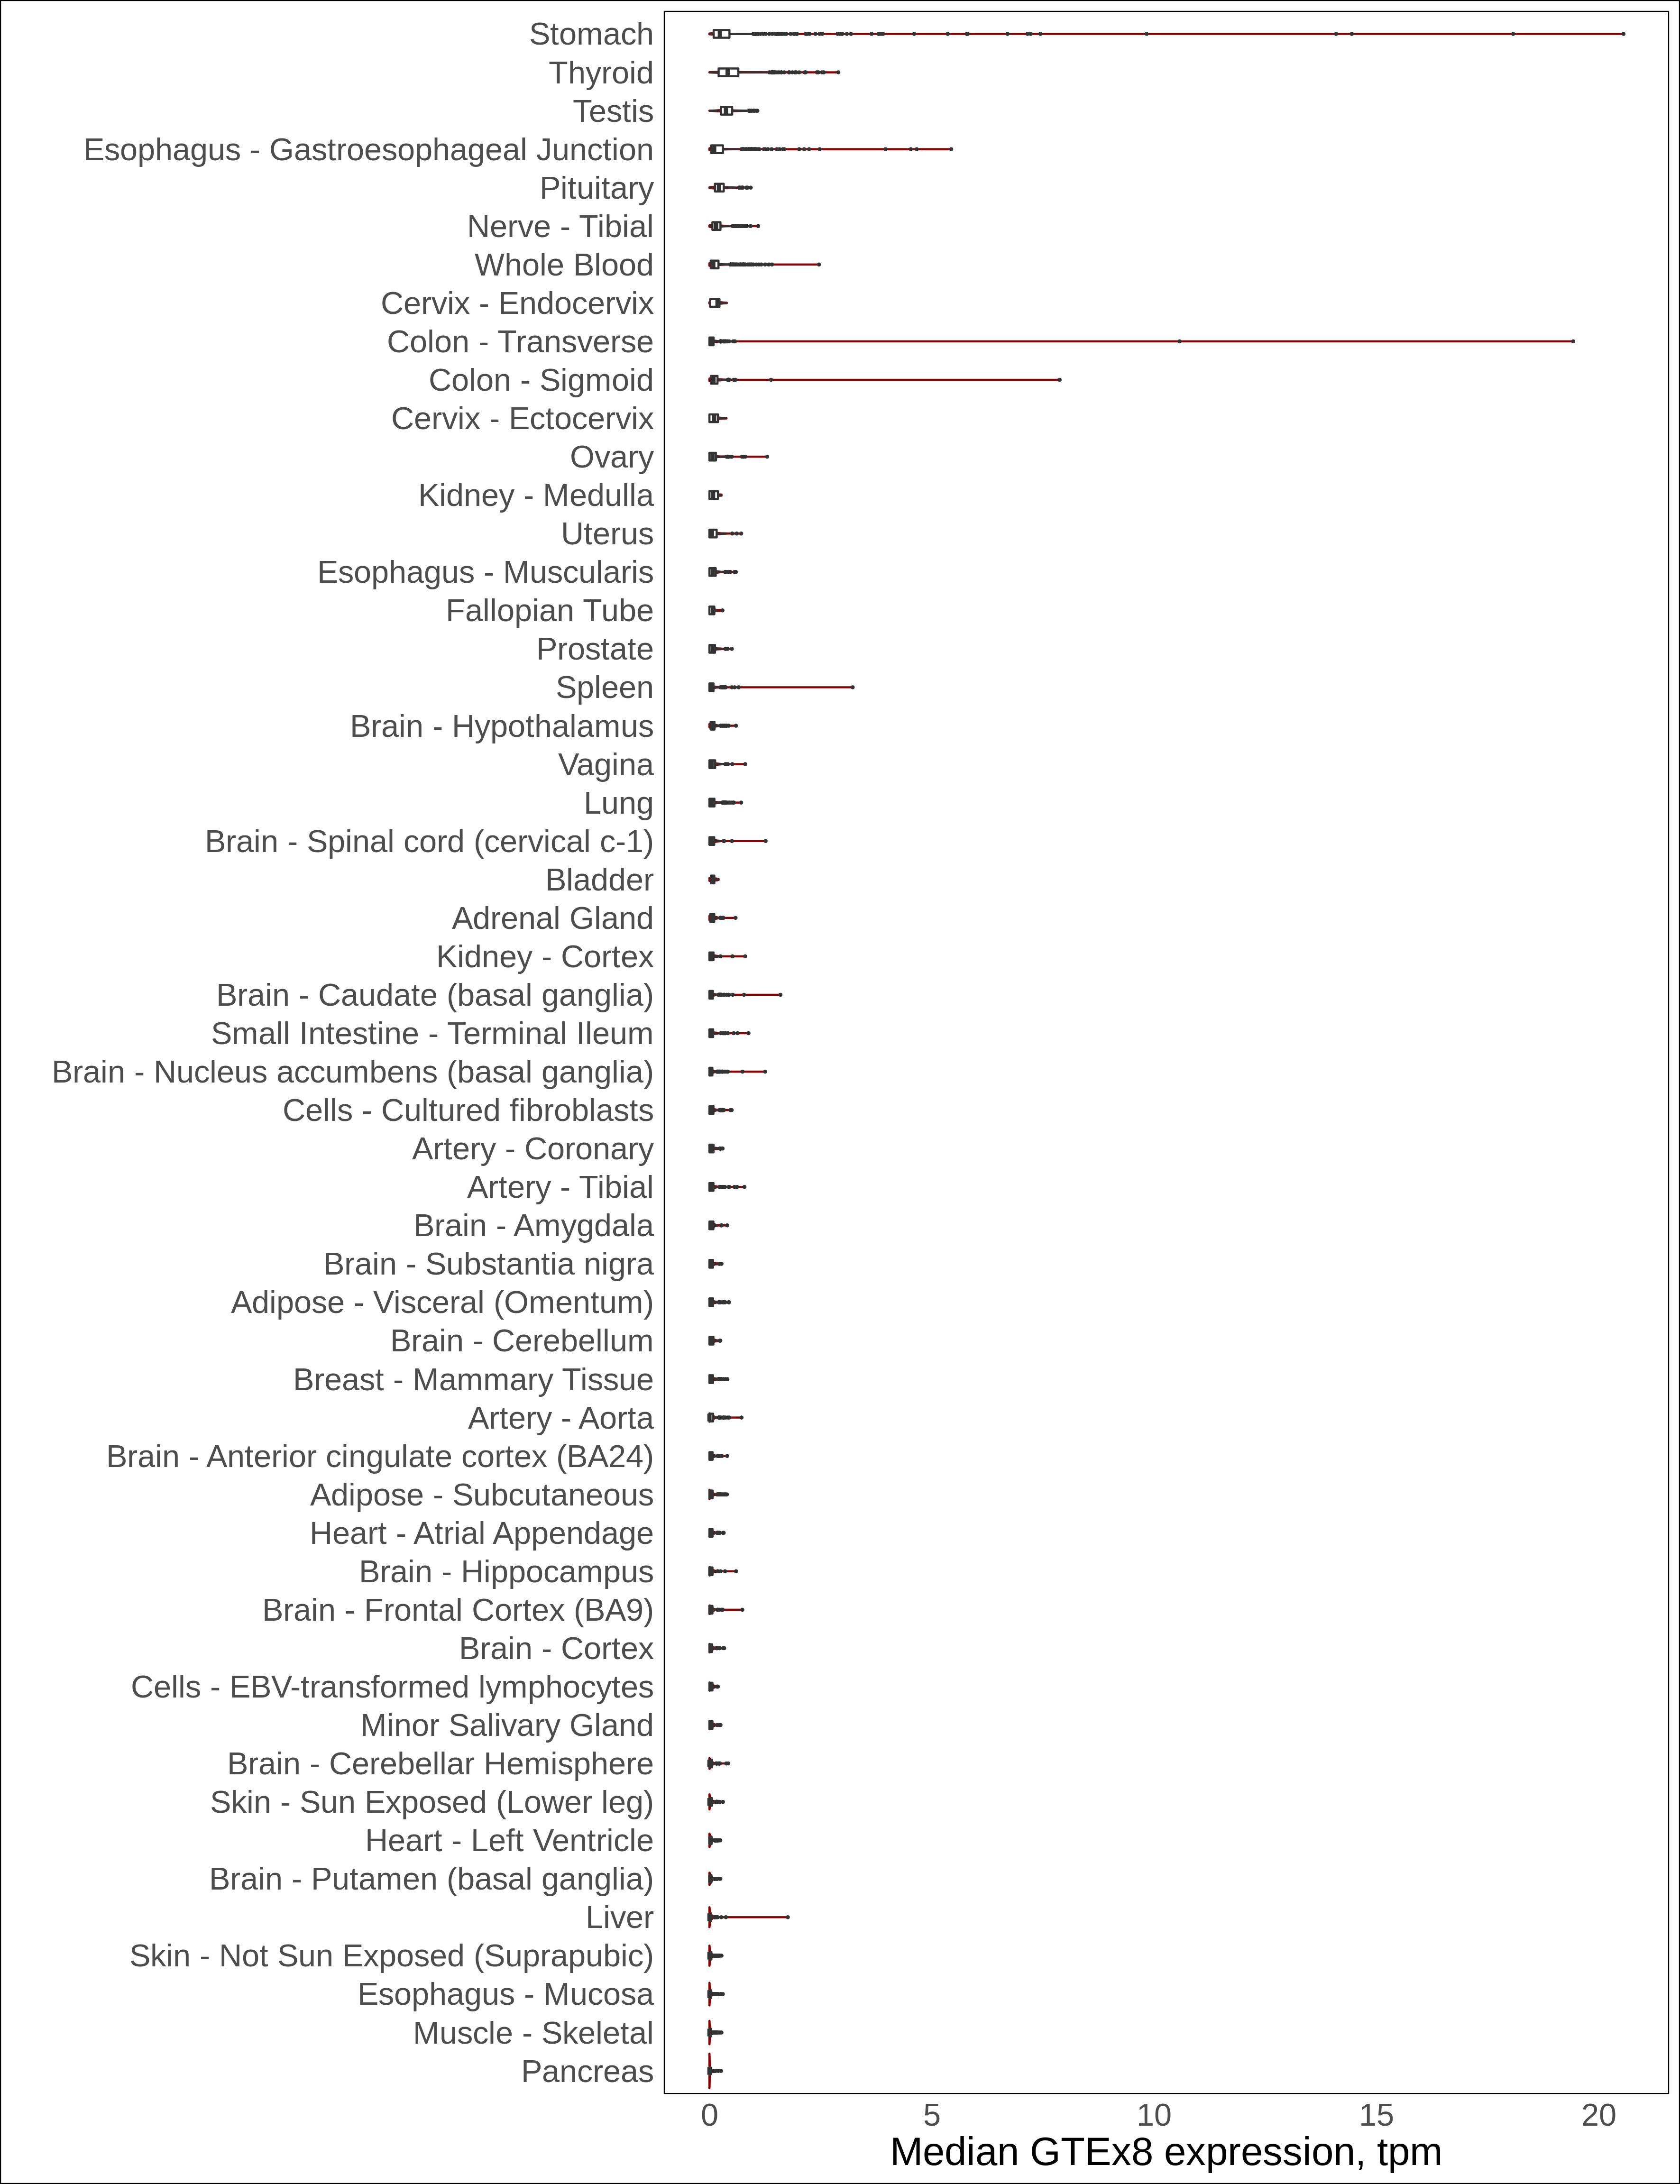 Stomach
Thyroid
Testis
Esophagus - Gastroesophageal Junction
Pituitary
Nerve - Tibial
Whole Blood
Cervix - Endocervix
Colon - Transverse
Colon - Sigmoid
Cervix - Ectocervix
Ovary
Kidney - Medulla
Uterus
Esophagus - Muscularis
Fallopian Tube
Prostate
Spleen
Brain - Hypothalamus
Vagina
Lung
Brain - Spinal cord (cervical c-1)
Bladder
Adrenal Gland
Kidney - Cortex
Brain - Caudate (basal ganglia)
Small Intestine - Terminal Ileum
Brain - Nucleus accumbens (basal ganglia)
Cells - Cultured fibroblasts
Artery - Coronary
Artery - Tibial
Brain - Amygdala
Brain - Substantia nigra
Adipose - Visceral (Omentum)
Brain - Cerebellum
Breast - Mammary Tissue
Artery - Aorta
Brain - Anterior cingulate cortex (BA24)
Adipose - Subcutaneous
Heart - Atrial Appendage
Brain - Hippocampus
Brain - Frontal Cortex (BA9)
Brain - Cortex
Cells - EBV-transformed lymphocytes
Minor Salivary Gland
Brain - Cerebellar Hemisphere
Skin - Sun Exposed (Lower leg)
Heart - Left Ventricle
Brain - Putamen (basal ganglia)
Liver
Skin - Not Sun Exposed (Suprapubic)
Esophagus - Mucosa
Muscle - Skeletal
Pancreas
0 5 10 15 20
Median GTEx8 expression, tpm